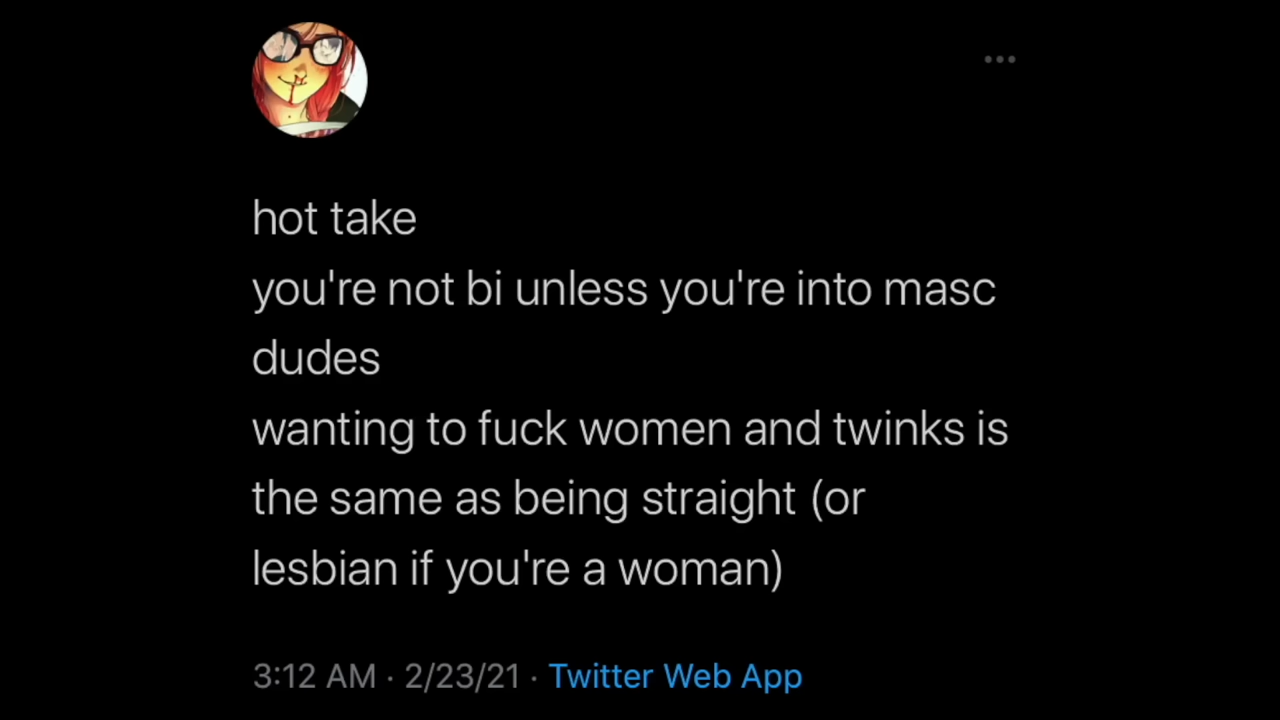 hot take
you're not bi unless you're into masc
dudes
wanting to fuck women and twinks is
the same as being straight (or
lesbian if you're a woman)
3:12 AM · 2/23/21 · Twitter Web App